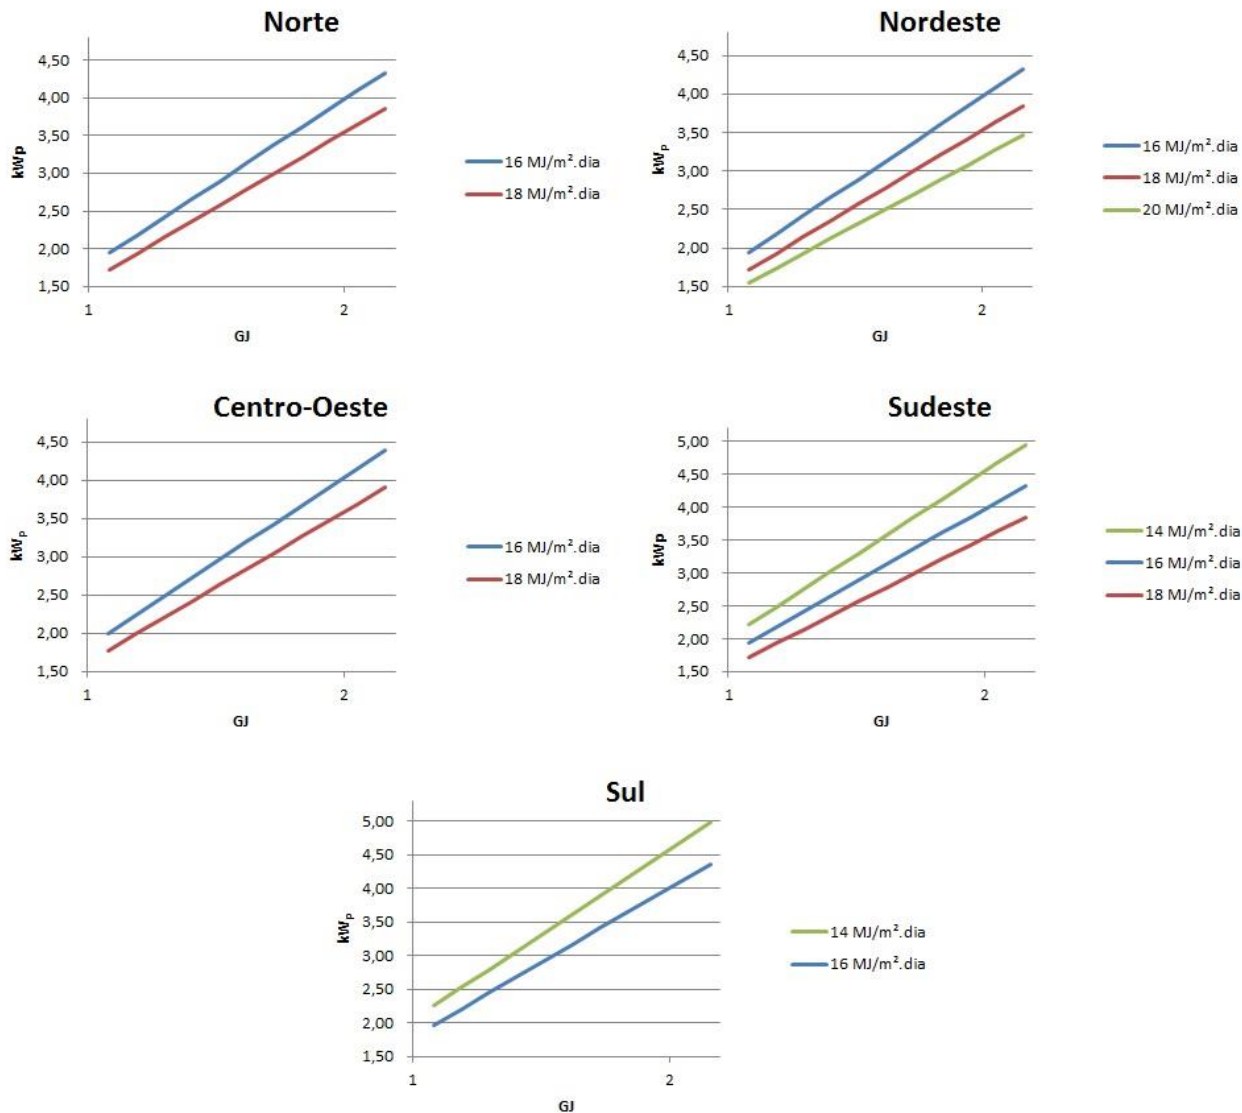 Norte
4,50
4,00
3,50
3,00
2,50
2,00
1,50
kWp
1
2
GJ
16 MJ/m².dia
18 MJ/m².dia
Nordeste
4,50
4,00
3,50
3,00
2,50
2,00
1,50
kWp
1
2
GJ
16 MJ/m².dia
18 MJ/m².dia
20 MJ/m².dia
Centro-Oeste
4,50
4,00
3,50
3,00
2,50
2,00
1,50
kWp
1
2
GJ
16 MJ/m².dia
18 MJ/m².dia
Sudeste
5,00
4,50
4,00
3,50
3,00
2,50
2,00
1,50
kWp
1
2
GJ
14 MJ/m².dia
16 MJ/m².dia
18 MJ/m².dia
Sul
5,00
4,50
4,00
3,50
3,00
2,50
2,00
1,50
kWp
1
2
GJ
14 MJ/m².dia
16 MJ/m².dia